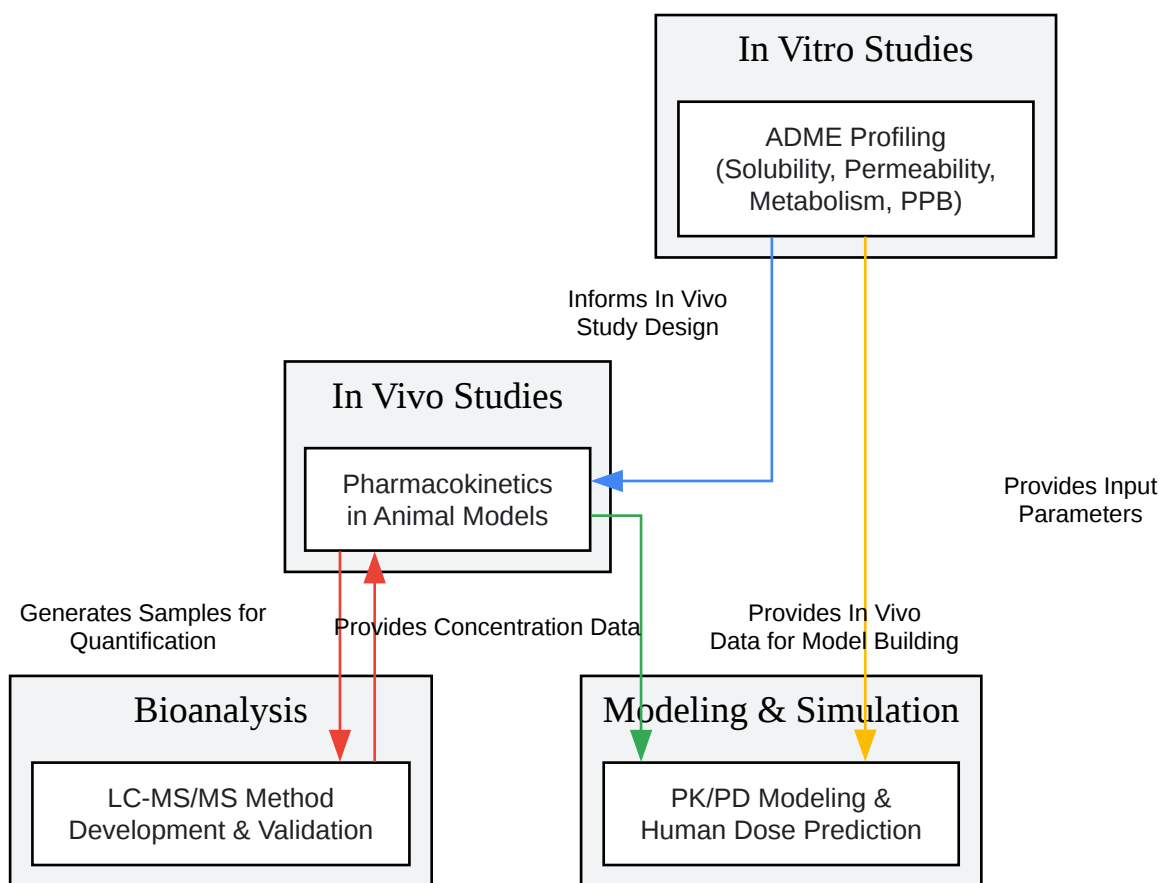 In Vitro Studies
ADME Profiling
(Solubility, Permeability,
Metabolism, PPB)
Informs In Vivo
Study Design
In Vivo Studies
Pharmacokinetics
in Animal Models
Provides Input
Parameters
Generates Samples for
Quantification
Provides Concentration Data
Provides In Vivo
Data for Model Building
Bioanalysis
LC-MS/MS Method
Development & Validation
Modeling & Simulation
PK/PD Modeling &
Human Dose Prediction